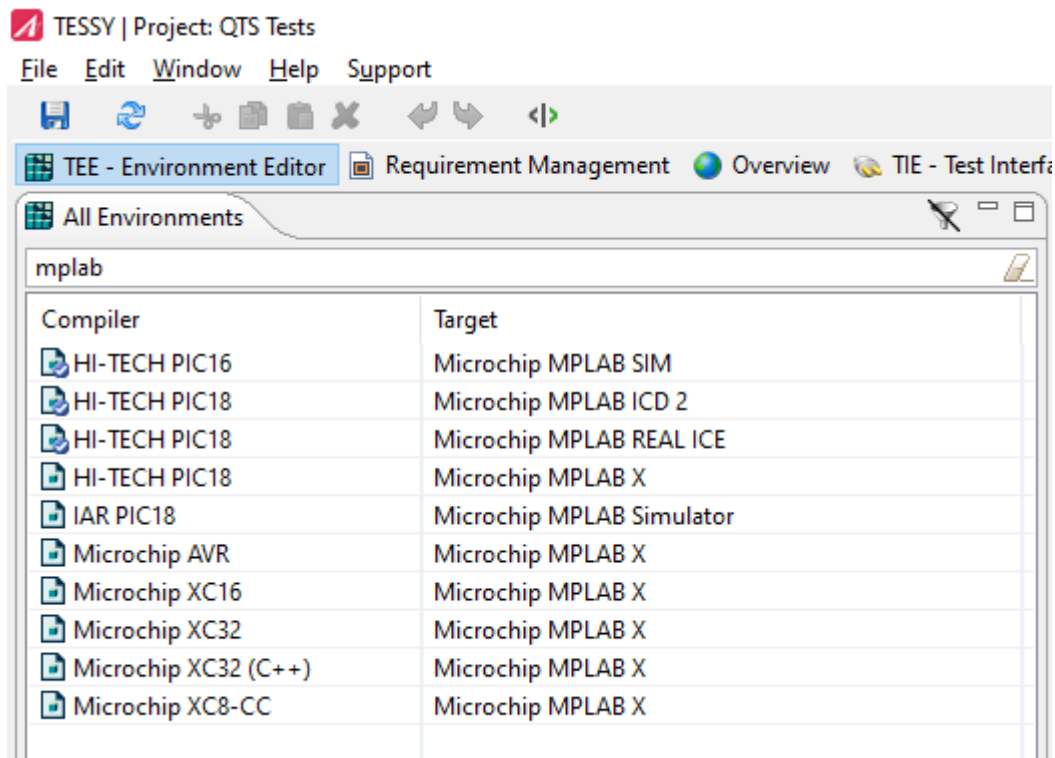 TESSY | Project: QTS Tests
File Edit Window Help Support
TEE - Environment Editor Requirement Management Overview TIE - Test Interfa
All Environments
mplab
Compiler Target
HI-TECH PIC16 Microchip MPLAB SIM
HI-TECH PIC18 Microchip MPLAB ICD 2
HI-TECH PIC18 Microchip MPLAB REAL ICE
HI-TECH PIC18 Microchip MPLAB X
IAR PIC18 Microchip MPLAB Simulator
Microchip AVR Microchip MPLAB X
Microchip XC16 Microchip MPLAB X
Microchip XC32 Microchip MPLAB X
Microchip XC32 (C++) Microchip MPLAB X
Microchip XC8-CC Microchip MPLAB X